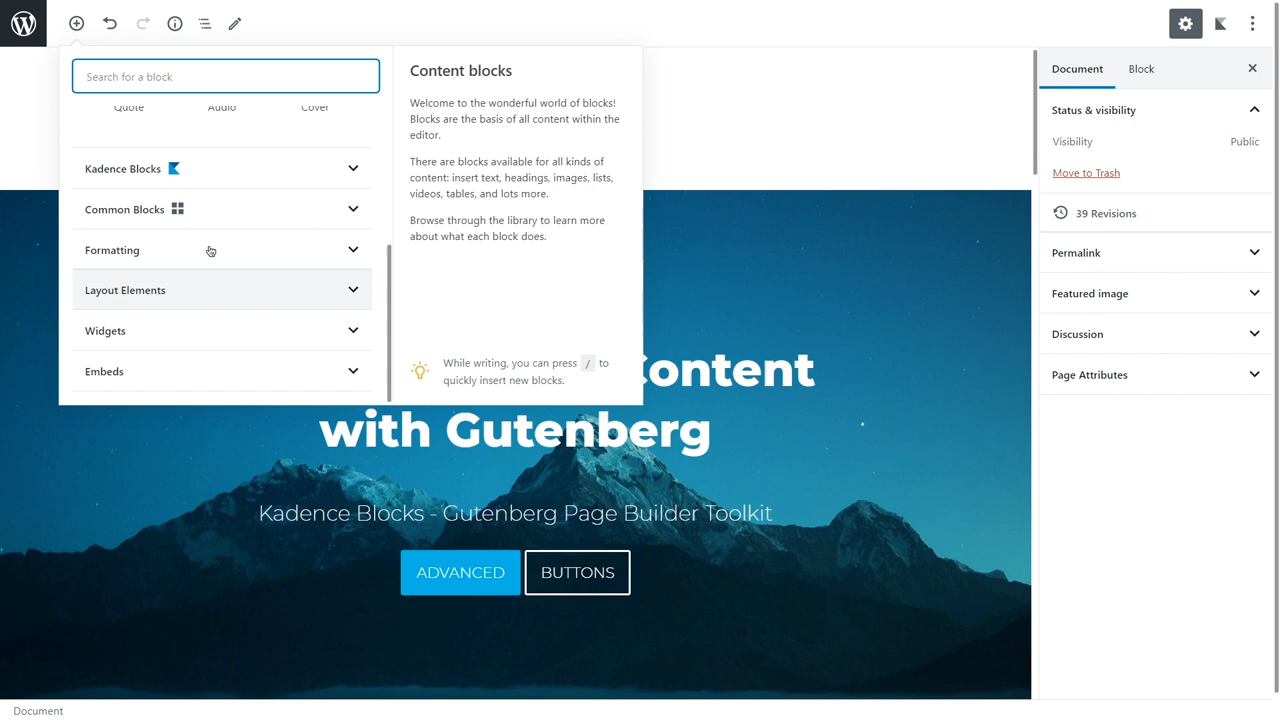 Search for a block
Quote
Audio
Cover
Kadence Blocks
Common Blocks
Formatting
Layout Elements
Widgets
Embeds
Content blocks
Welcome to the wonderful world of blocks!
Blocks are the basis of all content within the
editor.
There are blocks available for all kinds of
content: insert text, headings, images, lists,
videos, tables, and lots more.
Browse through the library to learn more
about what each block does.
While writing, you can press / to
quickly insert new blocks.
Content
with Gutenberg
Kadence Blocks - Gutenberg Page Builder Toolkit
ADVANCED
BUTTONS
Document
Block
Status & visibility
Visibility
Public
Move to Trash
39 Revisions
Permalink
Featured image
Discussion
Page Attributes
Document